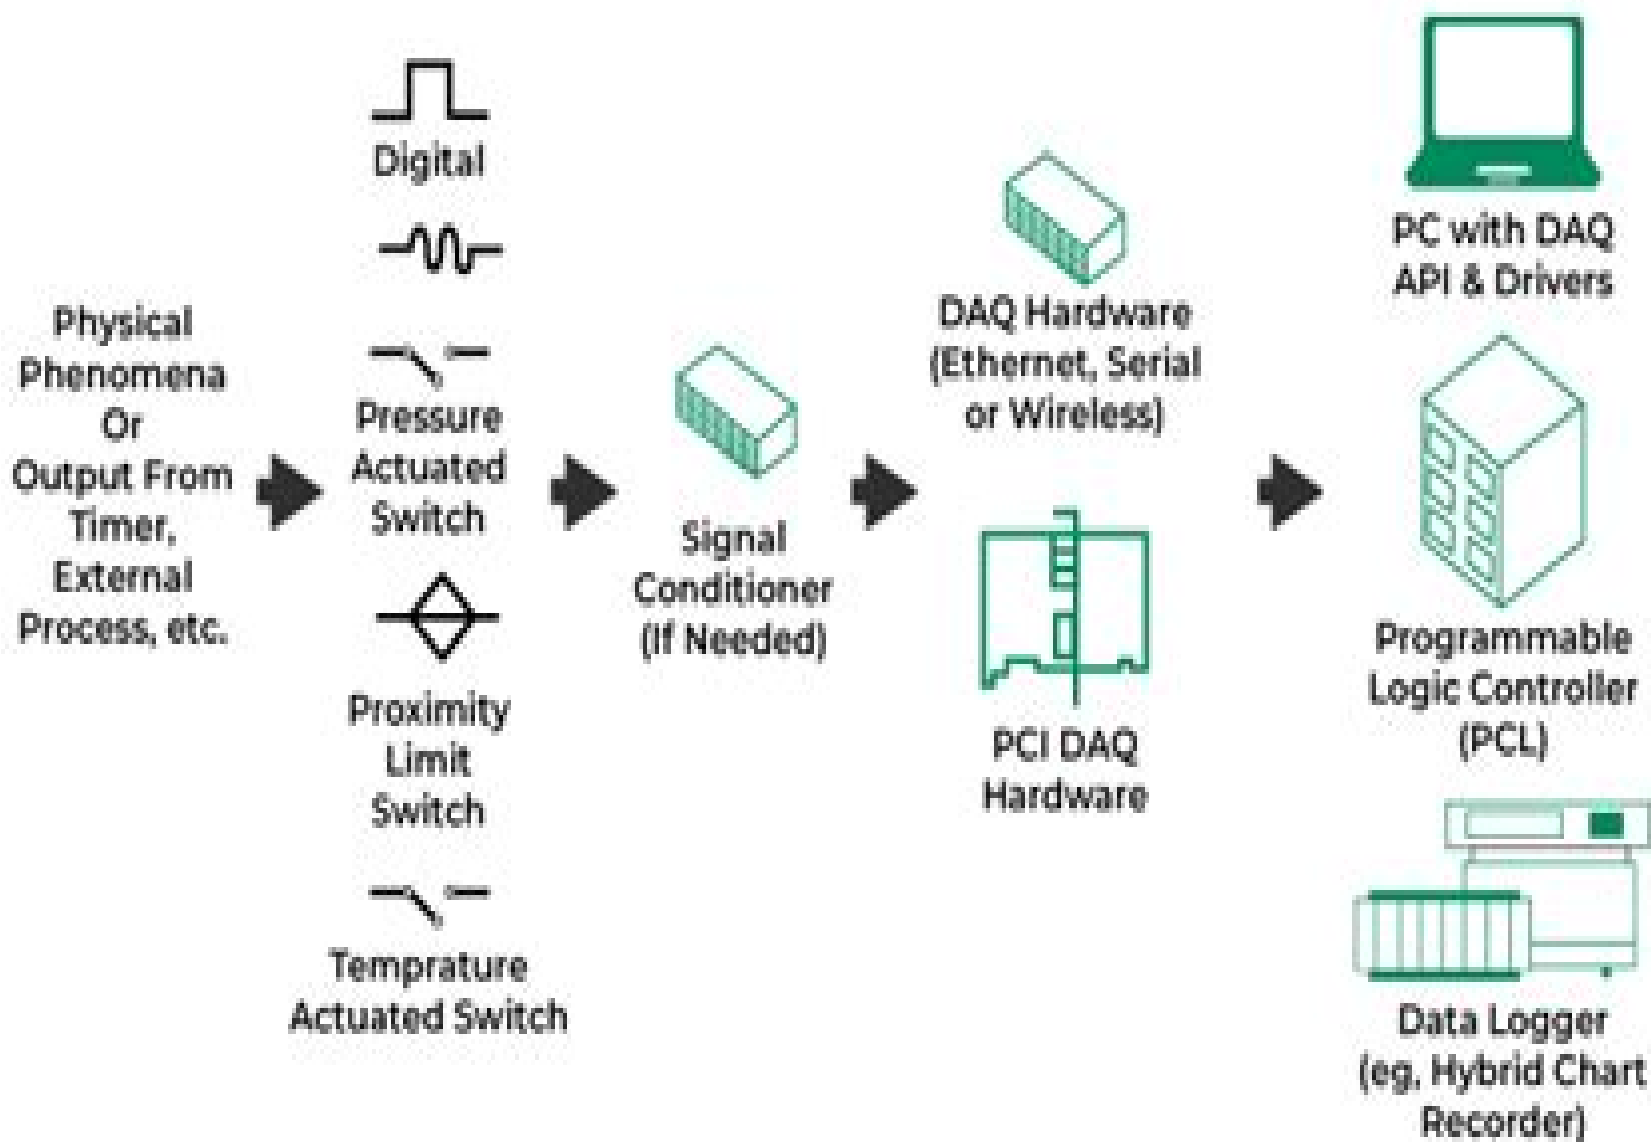 Physical
Phenomena
Or
Output From
Timer,
External
Process, etc.
Digital
Pressure
Actuated
Switch
Proximity
Limit
Switch
Temprature
Actuated Switch
Signal
Conditioner
(If Needed)
DAQ Hardware
(Ethernet, Serial
or Wireless)
PCI DAQ
Hardware
PC with DAQ
API & Drivers
Programmable
Logic Controller
(PCL)
Data Logger
(eg, Hybrid Chart
Recorder)